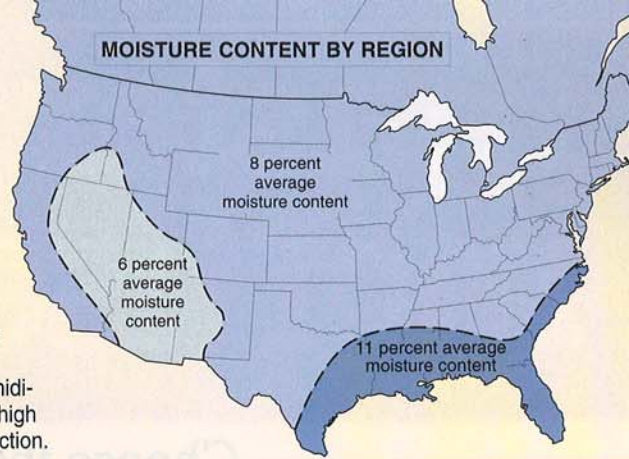 MOISTURE CONTENT BY REGION
8 percent
average
moisture content
6 percent
average
moisture
content
11 percent average
moisture content
midi-
high
ction.